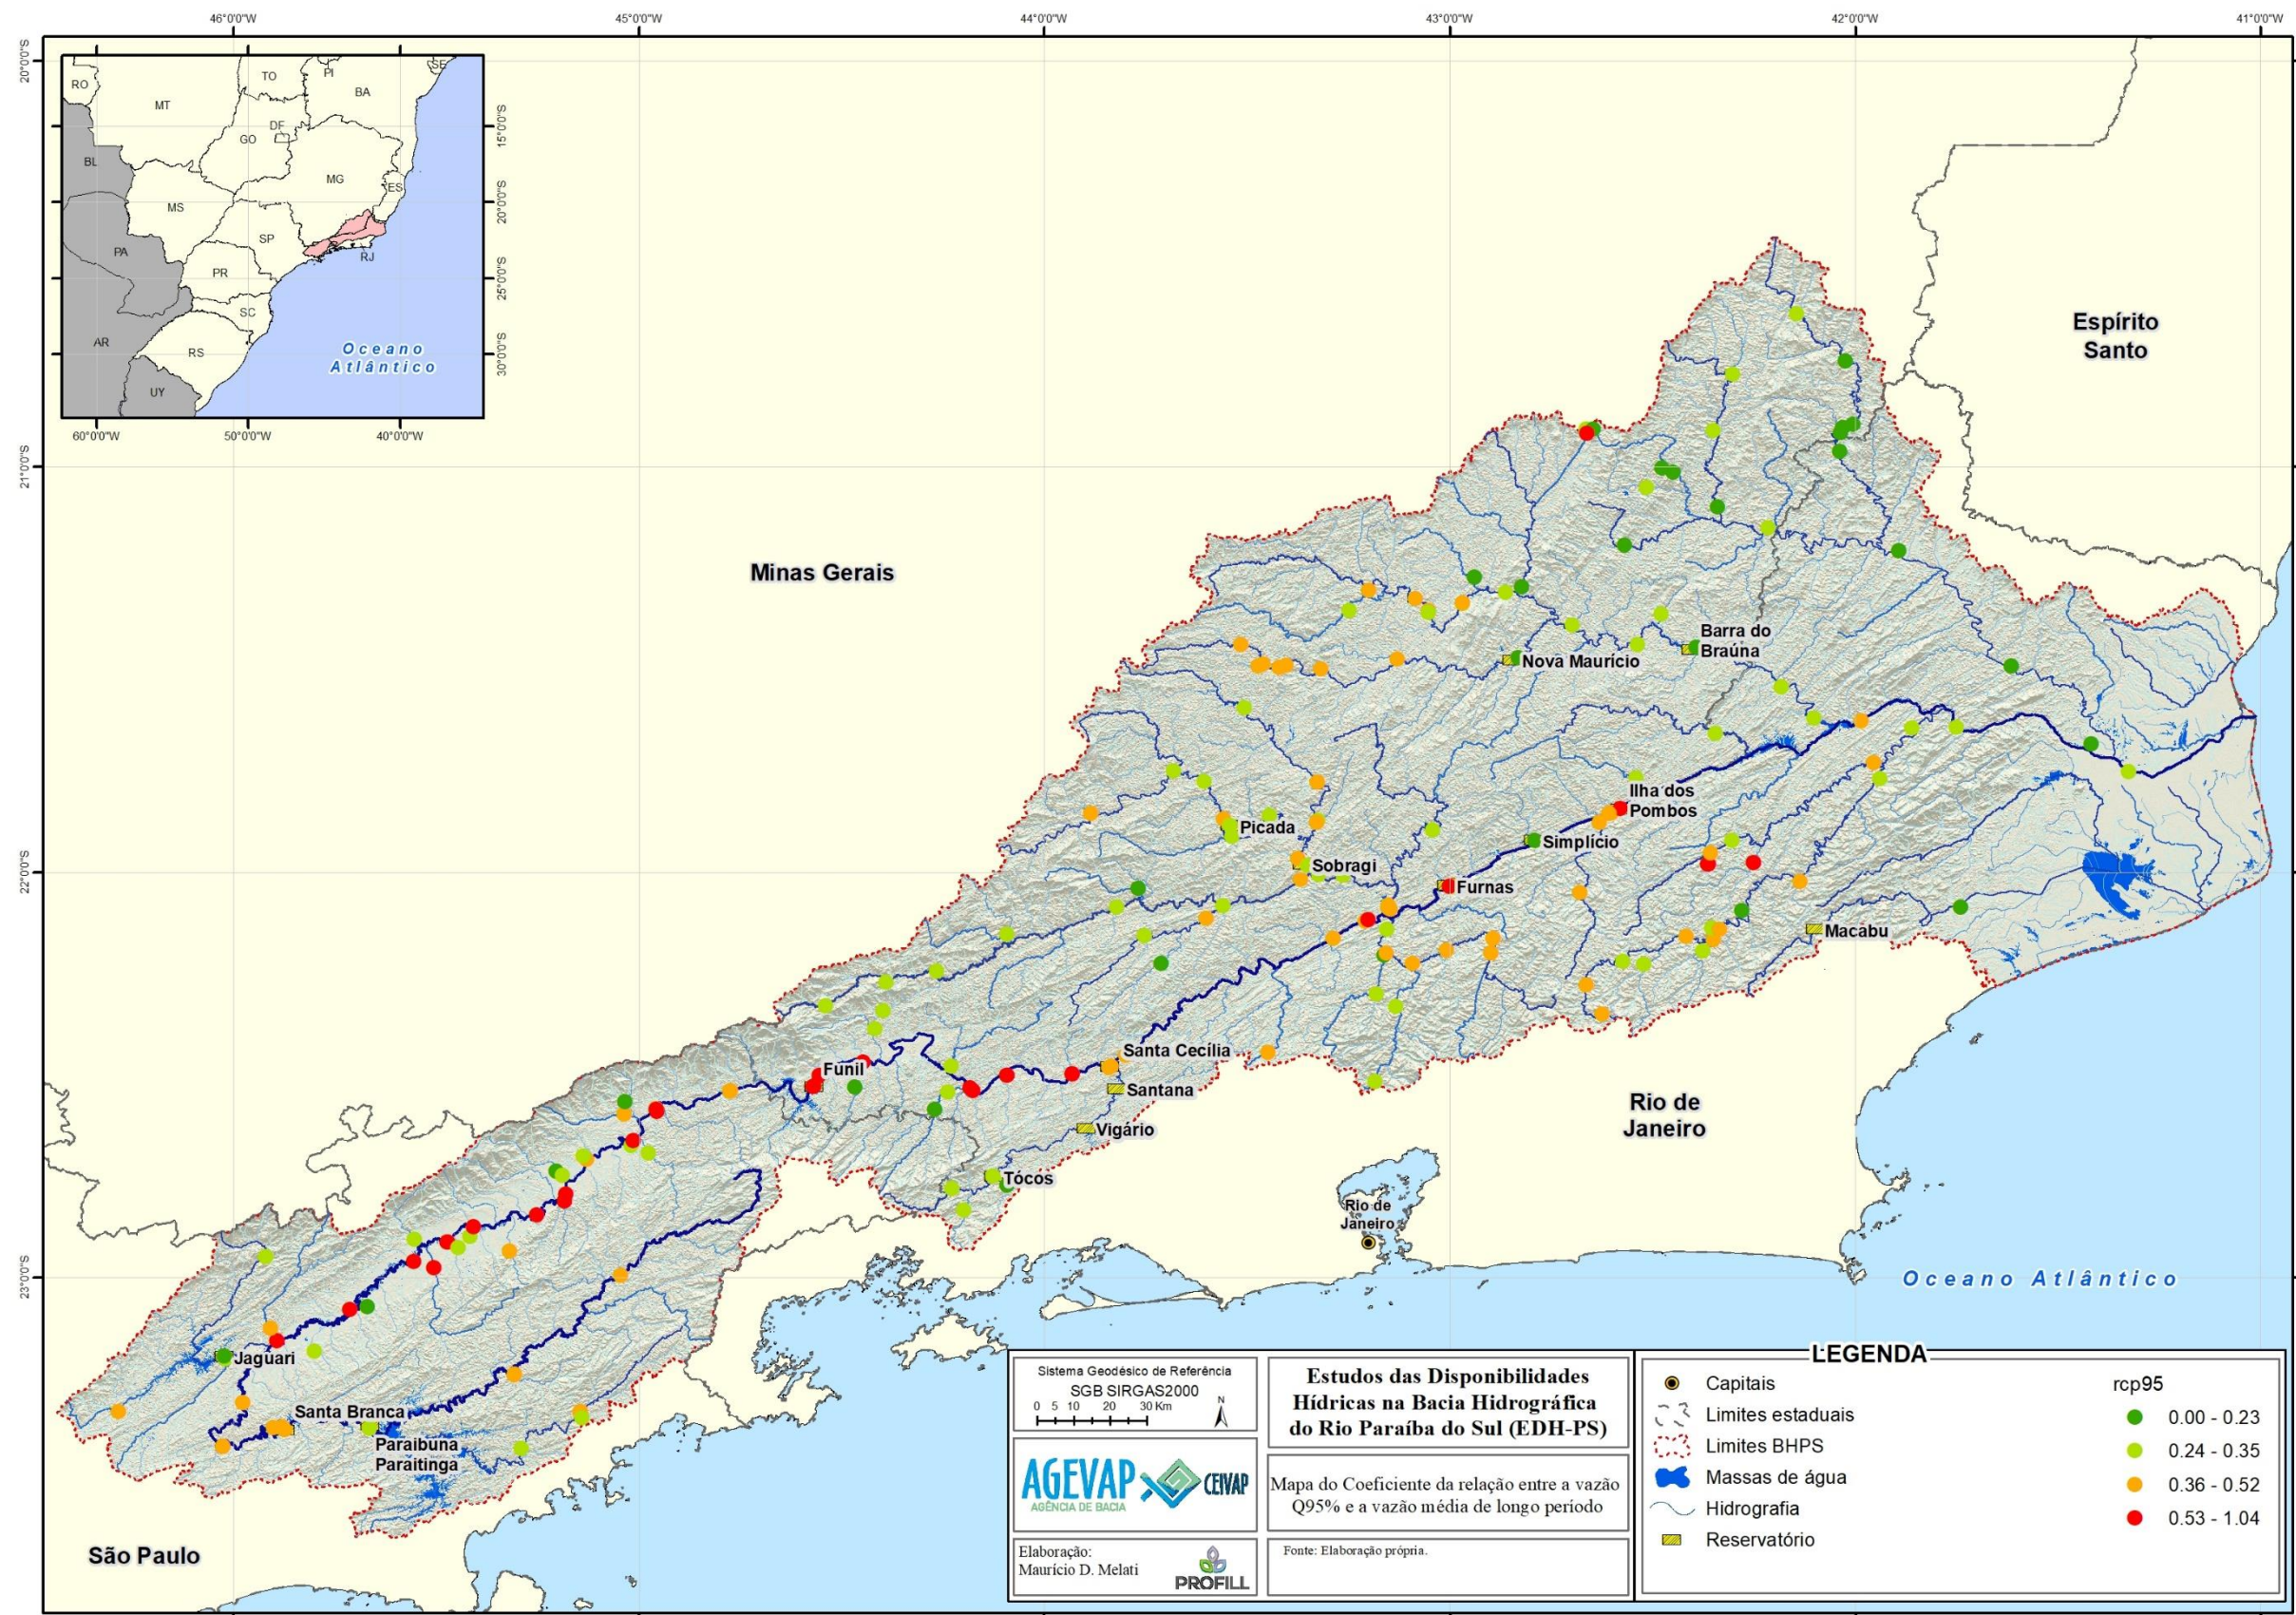 46°0'0"W
45°0'0"W
44°0'0"W
43°0'0"W
42°0'0"W
41°0'0"W
20°0'0"S
21°0'0"S
22°0'0"S
23°0'0"S
RO
MT
TO
PI
SE
BA
DF
GO
BL
MG
ES
MS
SP
PA
RJ
PR
SC
AR
RS
UY
Oceano
Atlântico
15°0'0"S
20°0'0"S
25°0'0"S
30°0'0"S
60°0'0"W
50°0'0"W
40°0'0"W
Espírito
Santo
Minas Gerais
Barra do
Braúna
Nova Maurício
Ilha dos
Pombos
Picada
Simplício
Sobragi
Furnas
Macabu
Santa Cecília
Funil
Santana
Vigário
Rio de
Janeiro
Tócos
Rio de
Janeiro
Oceano Atlântico
Jaguari
Santa Branca
Paraibuna
Paraitinga
São Paulo
Sistema Geodésico de Referência
SGB SIRGAS2000
0 5 10 20 30 Km
N
AGEVAP
AGÊNCIA DE BACIA
CEIVAP
Elaboração:
Maurício D. Melati
PROFILL
Estudos das Disponibilidades
Hídricas na Bacia Hidrográfica
do Rio Paraíba do Sul (EDH-PS)
Mapa do Coeficiente da relação entre a vazão
Q95% e a vazão média de longo período
Fonte: Elaboração própria.
LEGENDA
Capitais
Limites estaduais
Limites BHPS
Massas de água
Hidrografia
Reservatório
rcp95
0.00 - 0.23
0.24 - 0.35
0.36 - 0.52
0.53 - 1.04